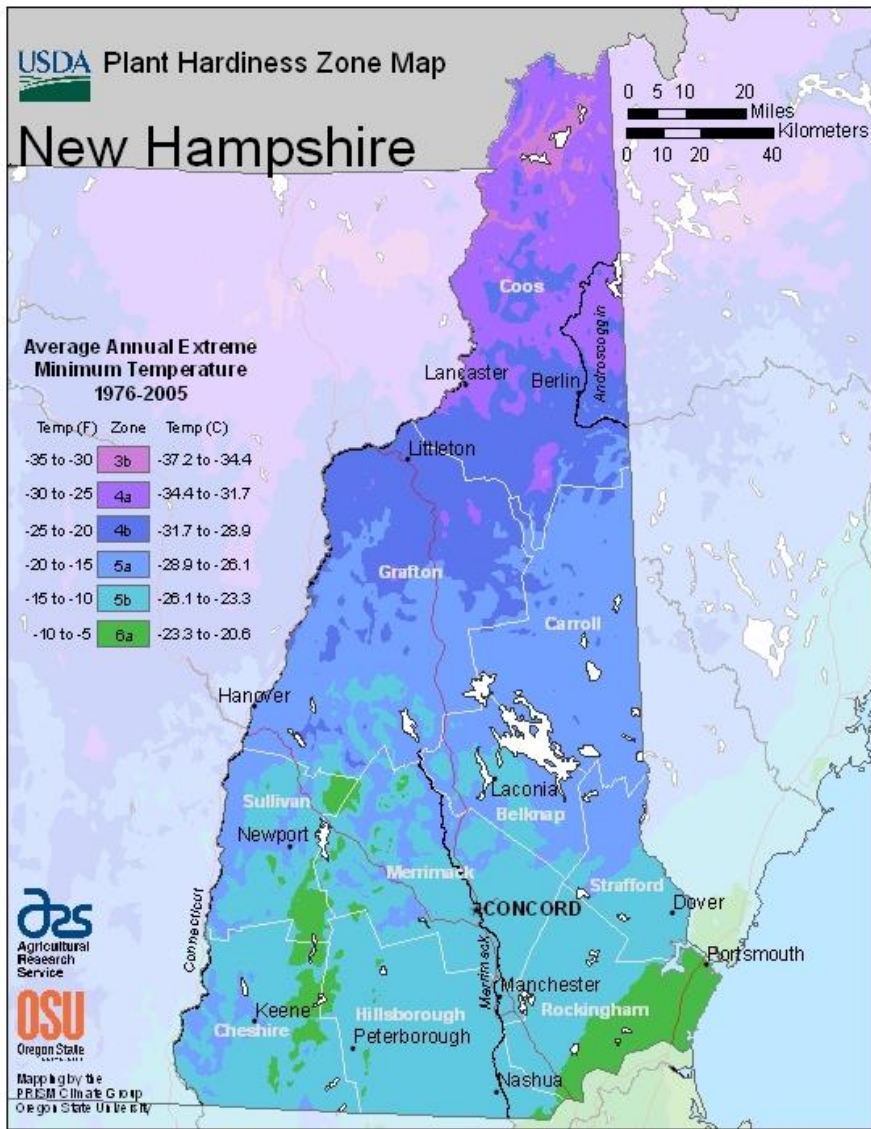 USDA
Plant Hardiness Zone Map
New Hampshire
0 5 10 20
Miles
Kilometers
0 10 20 40
Coos
Androscoggin
Average Annual Extreme
Minimum Temperature
1976-2005
Temp (F) Zone Temp (C)
-35 to -30 3b -37.2 to -34.4
-30 to -25 4a -34.4 to -31.7
-25 to -20 4b -31.7 to -28.9
-20 to -15 5a -28.9 to -26.1
-15 to -10 5b -26.1 to -23.3
-10 to -5 6a -23.3 to -20.6
Lancaster
Berlin
Littleton
Grafton
Carroll
Hanover
Laconia
Sullivan
Belknap
Newport
Merrimack
Strafford
CONCORD
Dover
Connecticut
Merrimack
Portsmouth
Manchester
Keene
Hillsborough
Rockingham
Cheshire
Peterborough
Nashua
ars
Agricultural
Research
Service
OSU
Oregon State
Mapping by the
PRISM Climate Group
Oregon State University